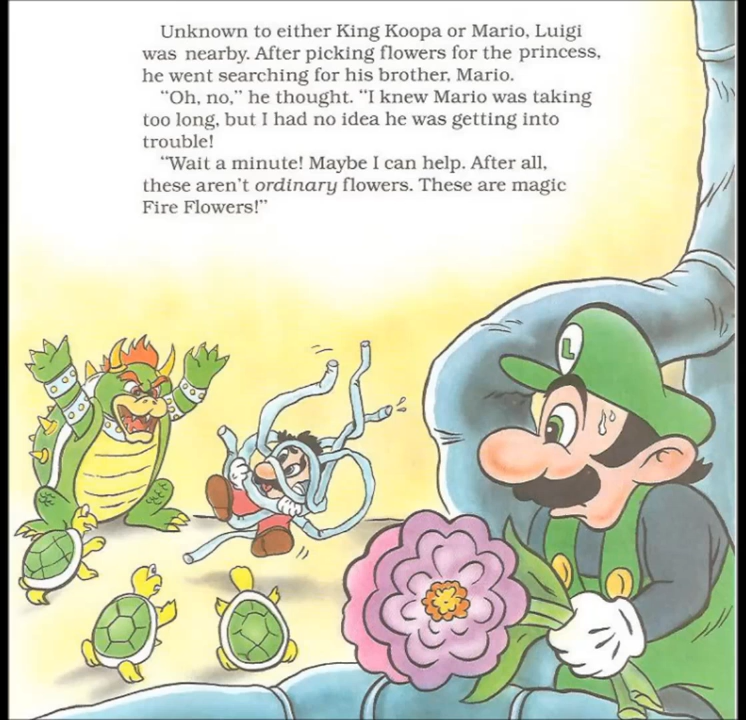 Unknown to either King Koopa or Mario, Luigi
was nearby. After picking flowers for the princess,
he went searching for his brother, Mario.
"Oh, no," he thought. "I knew Mario was taking
too long, but I had no idea he was getting into
trouble!
"Wait a minute! Maybe I can help. After all,
these aren't ordinary flowers. These are magic
Fire Flowers!"
L